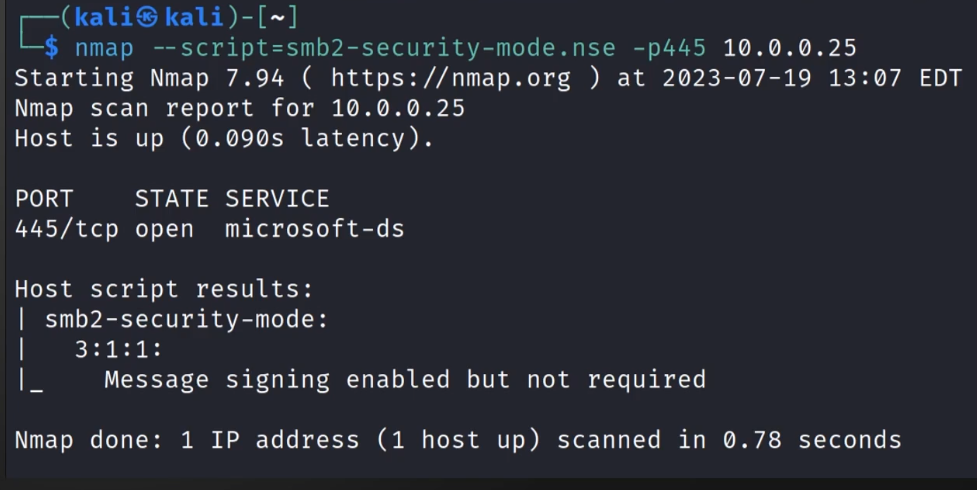 ┌──(kali㉿kali)-[~]
└─$ nmap --script=smb2-security-mode.nse -p445 10.0.0.25
Starting Nmap 7.94 ( https://nmap.org ) at 2023-07-19 13:07 EDT
Nmap scan report for 10.0.0.25
Host is up (0.090s latency).

PORT    STATE SERVICE
445/tcp open  microsoft-ds

Host script results:
| smb2-security-mode:
|   3:1:1:
|_    Message signing enabled but not required

Nmap done: 1 IP address (1 host up) scanned in 0.78 seconds